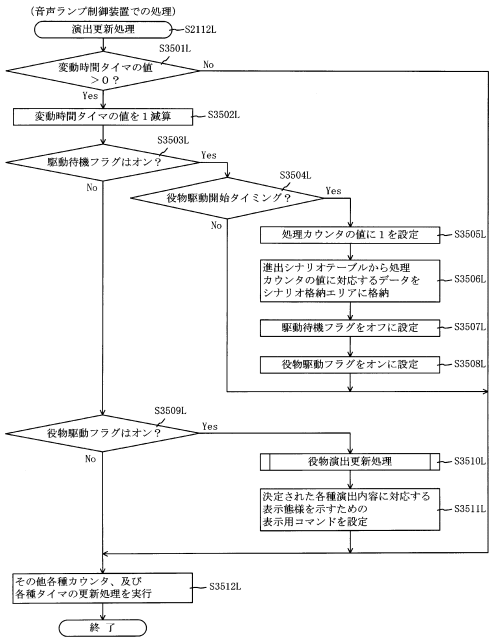 (音声ランプ制御装置での処理)
演出更新処理
S2112L
S3501L
変動時間タイマの値
>0?
No
Yes
変動時間タイマの値を1減算
S3502L
S3503L
駆動待機フラグはオン?
Yes
No
S3504L
役物駆動開始タイミング?
Yes
No
処理カウンタの値に1を設定
S3505L
進出シナリオテーブルから処理
カウンタの値に対応するデータを
シナリオ格納エリアに格納
S3506L
駆動待機フラグをオフに設定
S3507L
役物駆動フラグをオンに設定
S3508L
S3509L
役物駆動フラグはオン?
Yes
No
役物演出更新処理
S3510L
決定された各種演出内容に対応する
表示態様を示すための
表示用コマンドを設定
S3511L
その他各種カウンタ、及び
各種タイマの更新処理を実行
S3512L
終了